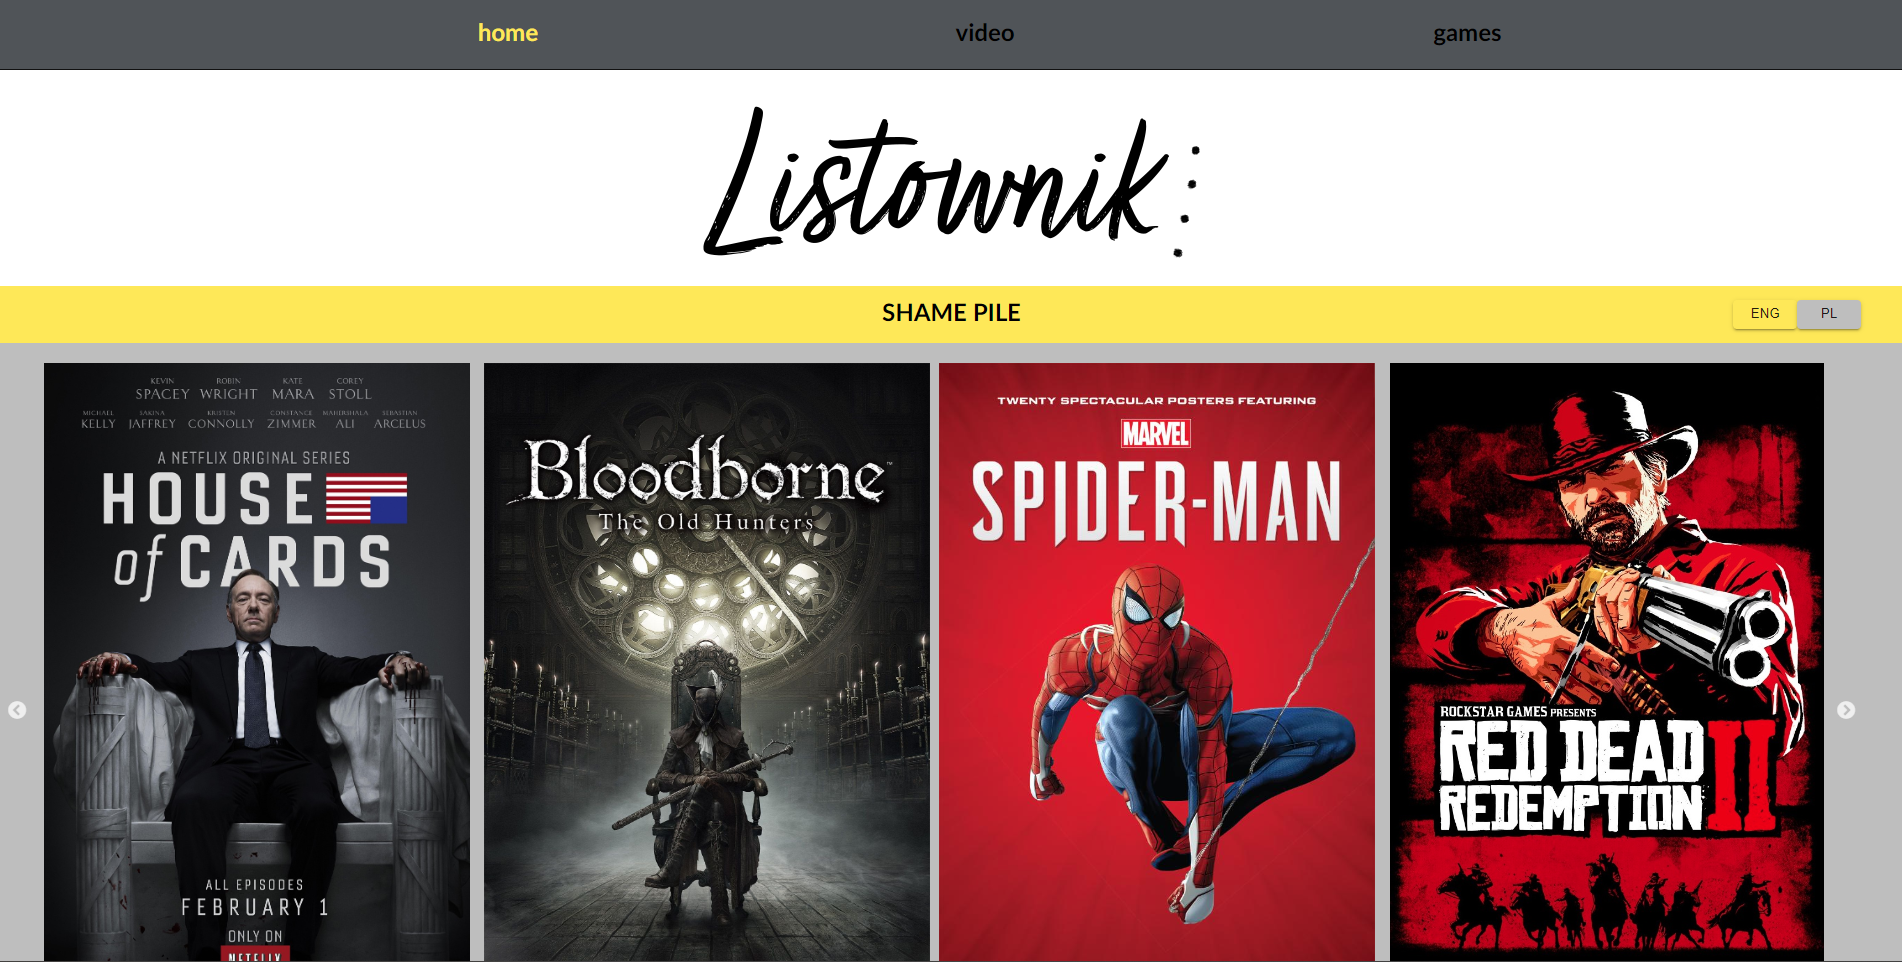 home video games
Listownik
SHAME PILE
ENG PL
KEVIN SPACEY ROBIN WRIGHT KATE MARA COREY STOLL
MICHAEL KELLY SAKINA JAFFREY KRISTEN CONNOLLY CONSTANCE ZIMMER MAHERSHALA ALI SEBASTIAN ARCELUS
A NETFLIX ORIGINAL SERIES
HOUSE
of CARDS
ALL EPISODES
FEBRUARY 1
ONLY ON
NETFLIX
Bloodborne™
The Old Hunters
TWENTY SPECTACULAR POSTERS FEATURING
MARVEL
SPIDER-MAN
ROCKSTAR GAMES PRESENTS
RED DEAD
REDEMPTION II